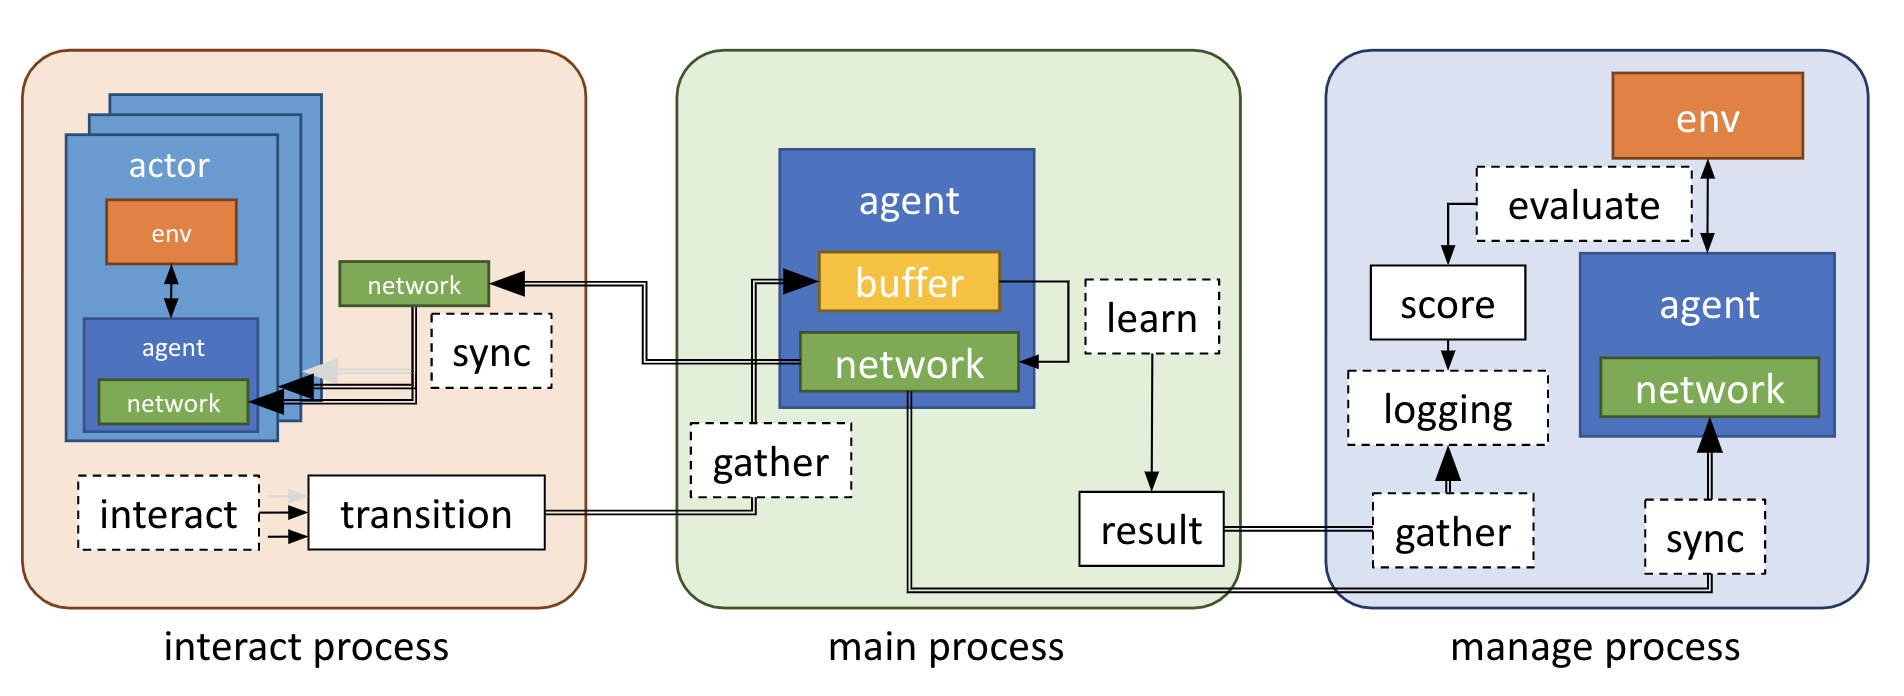 actor
env
agent
network
network
sync
interact
transition
interact process
agent
buffer
network
learn
gather
result
main process
env
evaluate
score
agent
network
logging
gather
sync
manage process